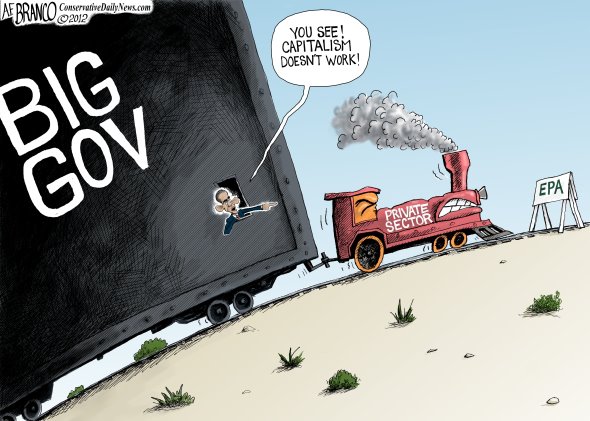 AF BRANCO ConservativeDailyNews.com
©2012
YOU SEE!
CAPITALISM
DOESN'T WORK!
BIG
GOV
PRIVATE
SECTOR
EPA